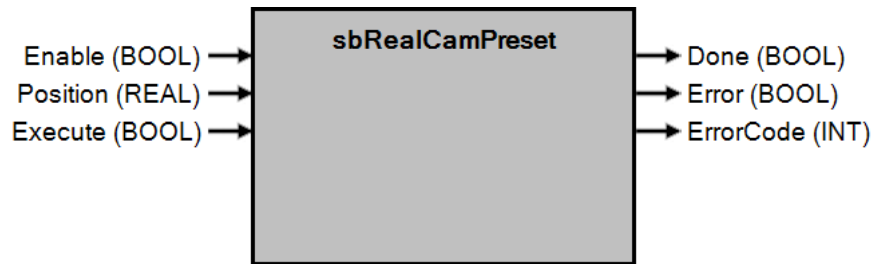 sbRealCamPreset
Enable (BOOL)
Position (REAL)
Execute (BOOL)
Done (BOOL)
Error (BOOL)
ErrorCode (INT)